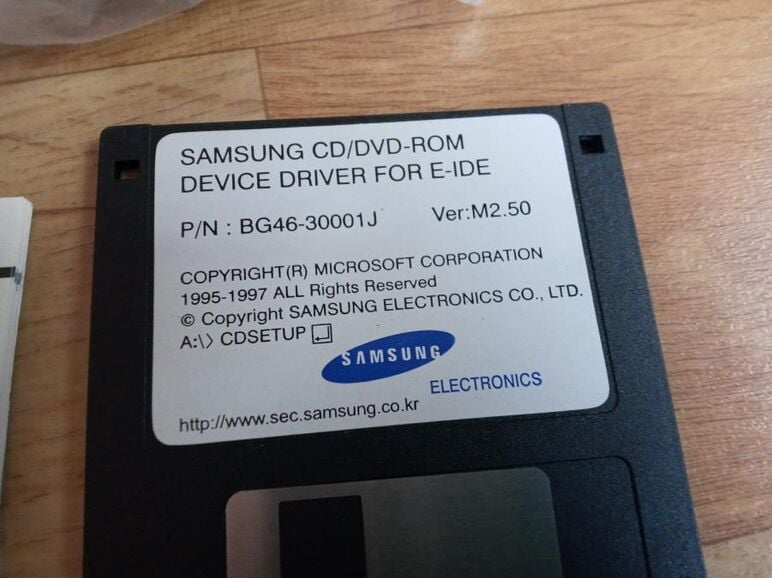 SAMSUNG CD/DVD-ROM
DEVICE DRIVER FOR E-IDE
P/N : BG46-30001J Ver:M2.50
COPYRIGHT(R) MICROSOFT CORPORATION
1995-1997 ALL Rights Reserved
© Copyright SAMSUNG ELECTRONICS CO., LTD.
A:\> CDSETUP ↵
SAMSUNG
ELECTRONICS
http://www.sec.samsung.co.kr